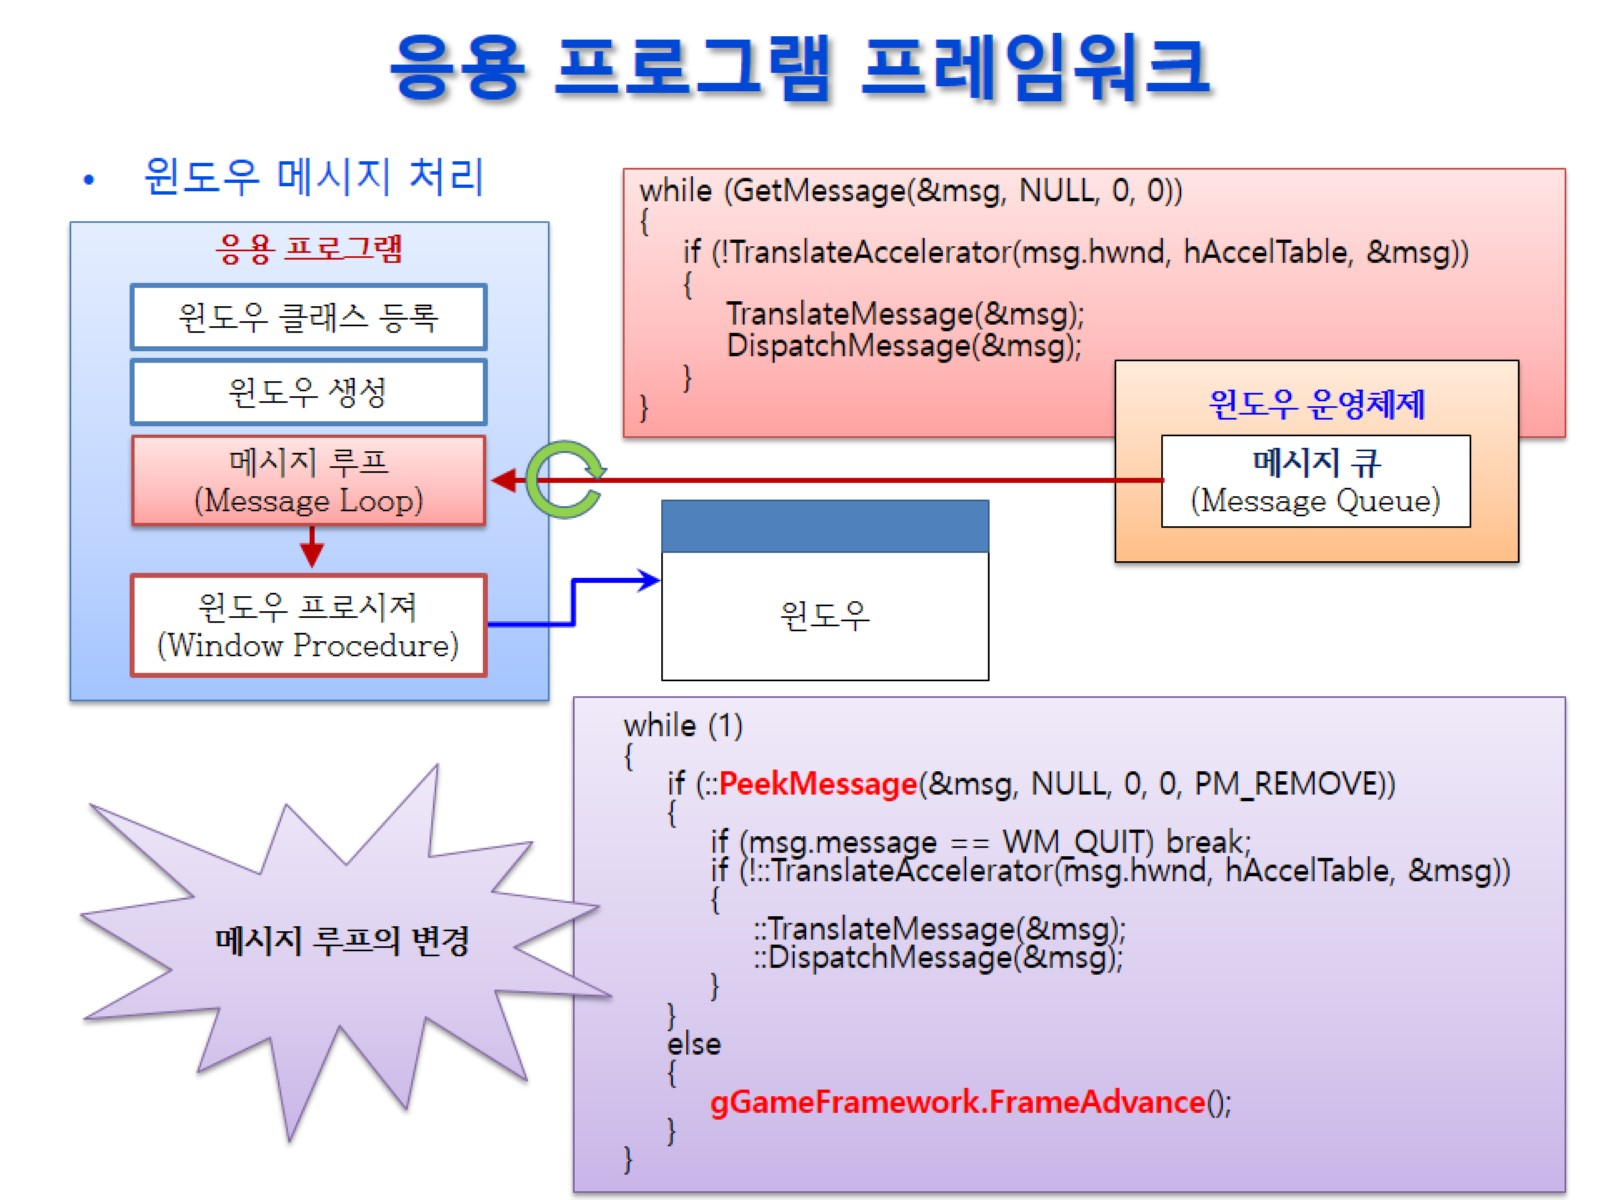 응용 프로그램 프레임워크
• 윈도우 메시지 처리
응용 프로그램
윈도우 클래스 등록
윈도우 생성
메시지 루프
(Message Loop)
윈도우 프로시져
(Window Procedure)
while (GetMessage(&msg, NULL, 0, 0))
{
if (!TranslateAccelerator(msg.hwnd, hAccelTable, &msg))
{
TranslateMessage(&msg);
DispatchMessage(&msg);
}
}
윈도우 운영체제
메시지 큐
(Message Queue)
윈도우
메시지 루프의 변경
while (1)
{
if (::PeekMessage(&msg, NULL, 0, 0, PM_REMOVE))
{
if (msg.message == WM_QUIT) break;
if (!::TranslateAccelerator(msg.hwnd, hAccelTable, &msg))
{
::TranslateMessage(&msg);
::DispatchMessage(&msg);
}
}
else
{
gGameFramework.FrameAdvance();
}
}